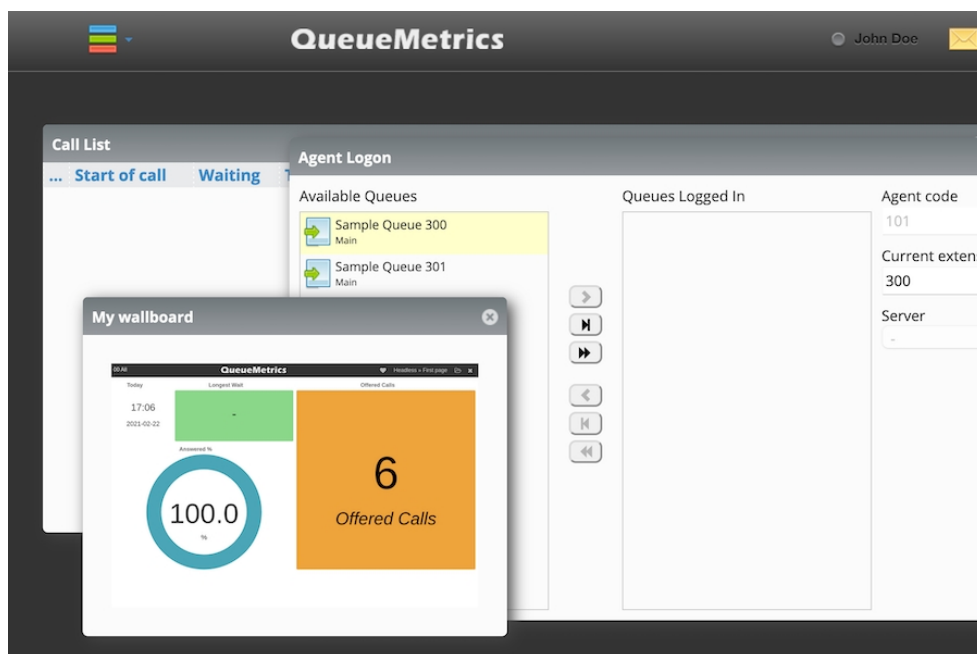 QueueMetrics
John Doe
Call List
... Start of call Waiting
Agent Logon
Available Queues
Sample Queue 300
Main
Sample Queue 301
Main
Queues Logged In
Agent code
101
Current exten
300
Server
-
My wallboard
00 All QueueMetrics Headless » First page
Today Longest Wait Offered Calls
17:06
2021-02-22
-
Answered %
100.0
%
6
Offered Calls